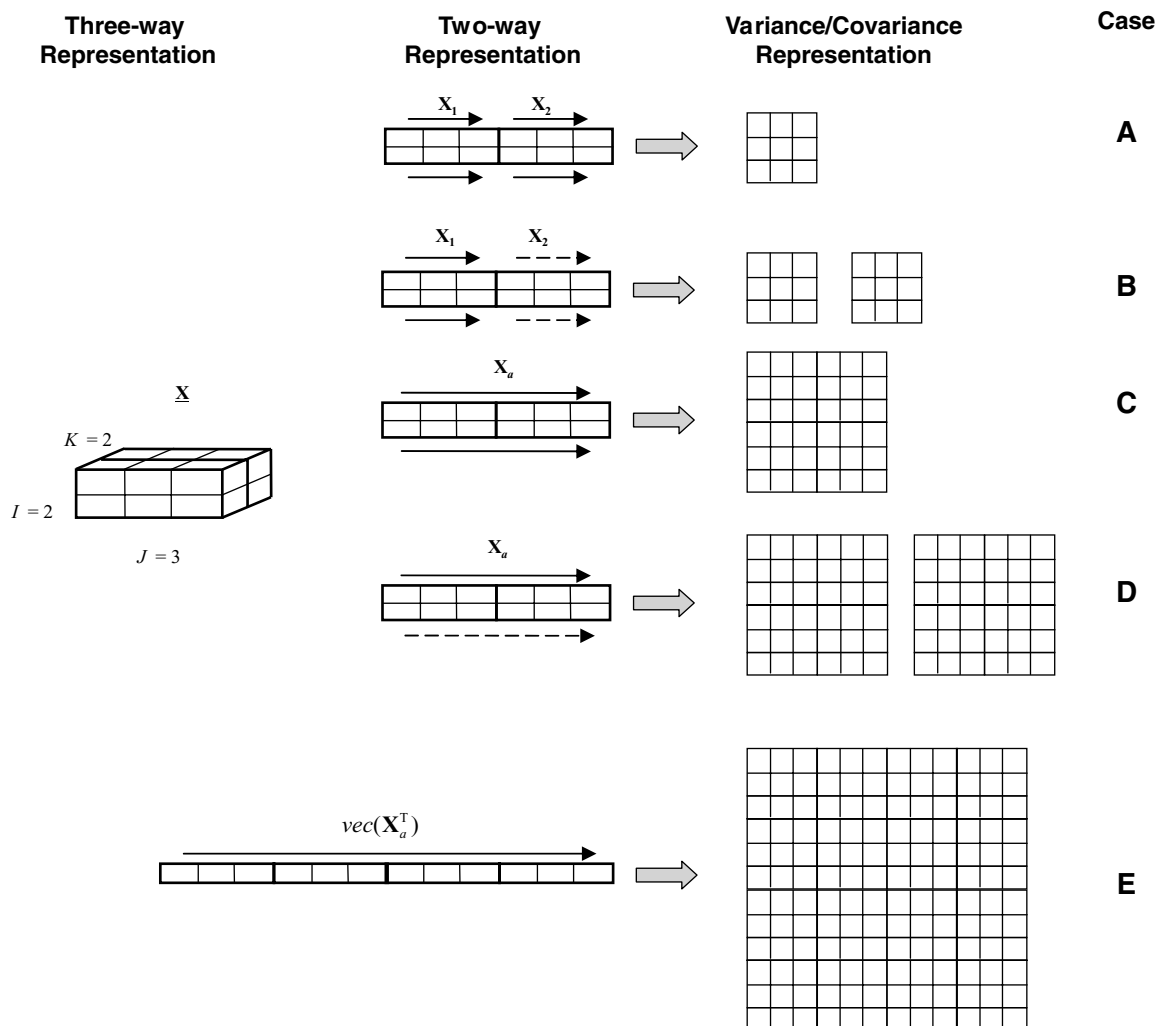 Three-way
Representation
Two-way
Representation
Variance/Covariance
Representation
Case
X₁ X₂
A
X₁ X₂
B
Xₐ
C
X
K = 2
I = 2
J = 3
Xₐ
D
vec(Xₐᵀ)
E